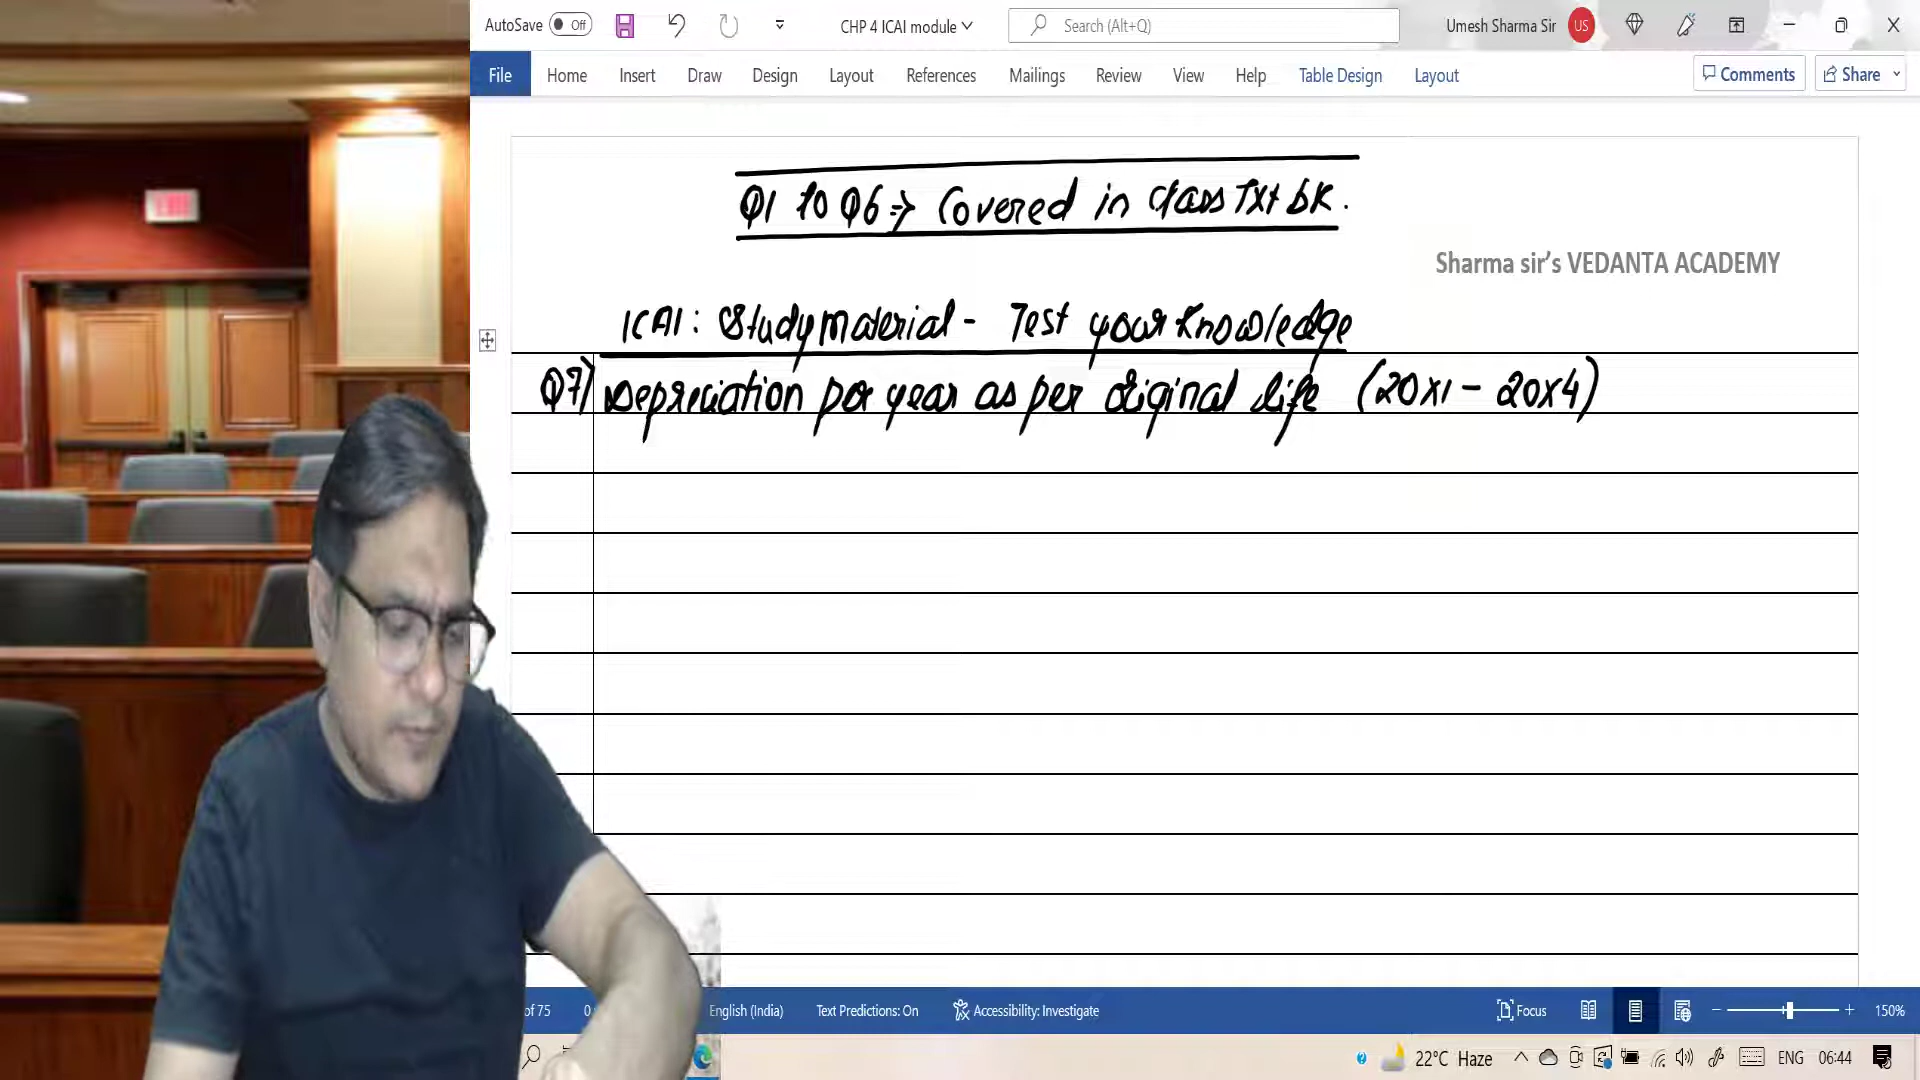 AutoSave Off CHP 4 ICAI module Search (Alt+Q) Umesh Sharma Sir US
File Home Insert Draw Design Layout References Mailings Review View Help Table Design Layout Comments Share
Q1 to Q6 => Covered in class Txt bk.
Sharma sir's VEDANTA ACADEMY
ICAI: Study Material - Test your Knowledge
Q7) Depreciation per year as per original life (20x1 - 20x4)
of 75 0 English (India) Text Predictions: On Accessibility: Investigate Focus 150%
22°C Haze ENG 06:44